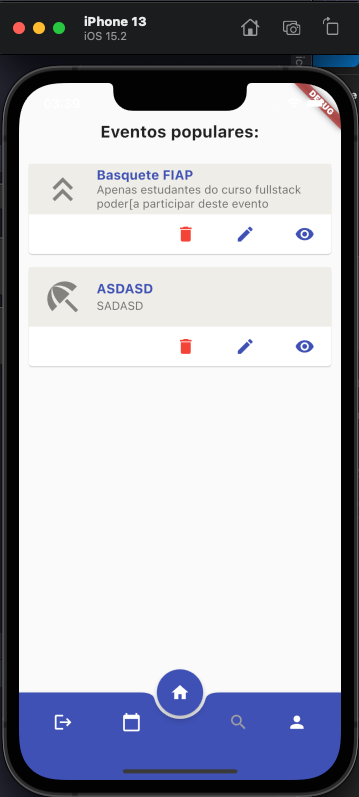 iPhone 13
iOS 15.2
DEBUG
Eventos populares:
Basquete FIAP
Apenas estudantes do curso fullstack
poder[a participar deste evento
ASDASD
SADASD